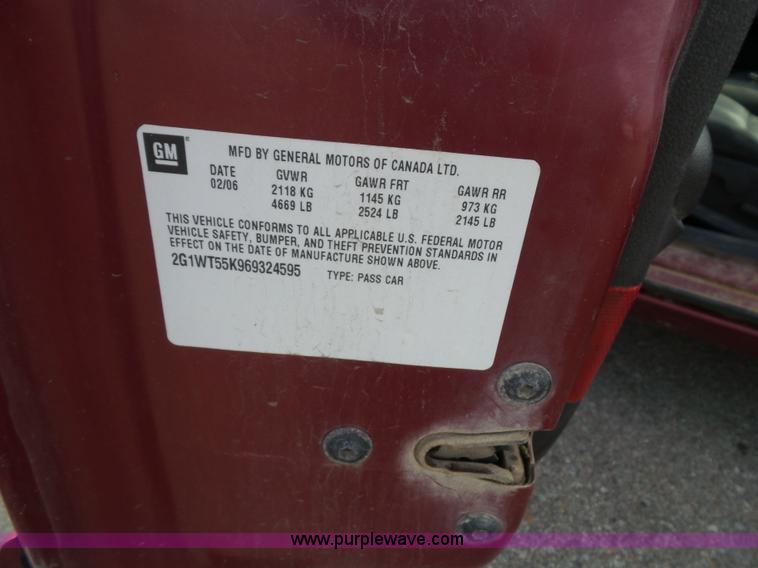 GM
MFD BY GENERAL MOTORS OF CANADA LTD.
DATE GVWR GAWR FRT GAWR RR
02/06 2118 KG 1145 KG 973 KG
4669 LB 2524 LB 2145 LB
THIS VEHICLE CONFORMS TO ALL APPLICABLE U.S. FEDERAL MOTOR
VEHICLE SAFETY, BUMPER, AND THEFT PREVENTION STANDARDS IN
EFFECT ON THE DATE OF MANUFACTURE SHOWN ABOVE.
2G1WT55K969324595 TYPE: PASS CAR
www.purplewave.com